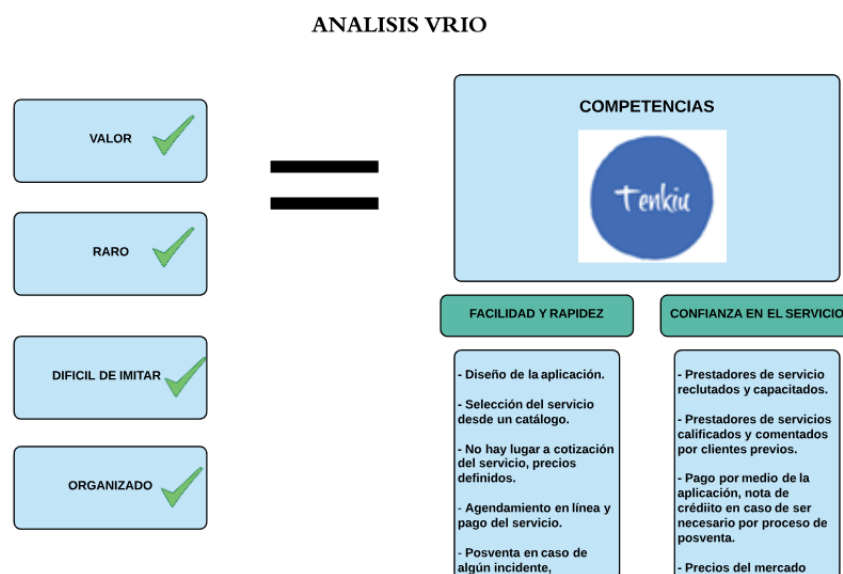 ANALISIS VRIO
VALOR
RARO
DIFICIL DE IMITAR
ORGANIZADO
COMPETENCIAS
Tenkiu
FACILIDAD Y RAPIDEZ
- Diseño de la aplicación.
- Selección del servicio
desde un catálogo.
- No hay lugar a cotización
del servicio, precios
definidos.
- Agendamiento en línea y
pago del servicio.
- Posventa en caso de
algún incidente,
CONFIANZA EN EL SERVICIO
- Prestadores de servicio
reclutados y capacitados.
- Prestadores de servicios
calificados y comentados
por clientes previos.
- Pago por medio de la
aplicación, nota de
crédiito en caso de ser
necesario por proceso de
posventa.
- Precios del mercado